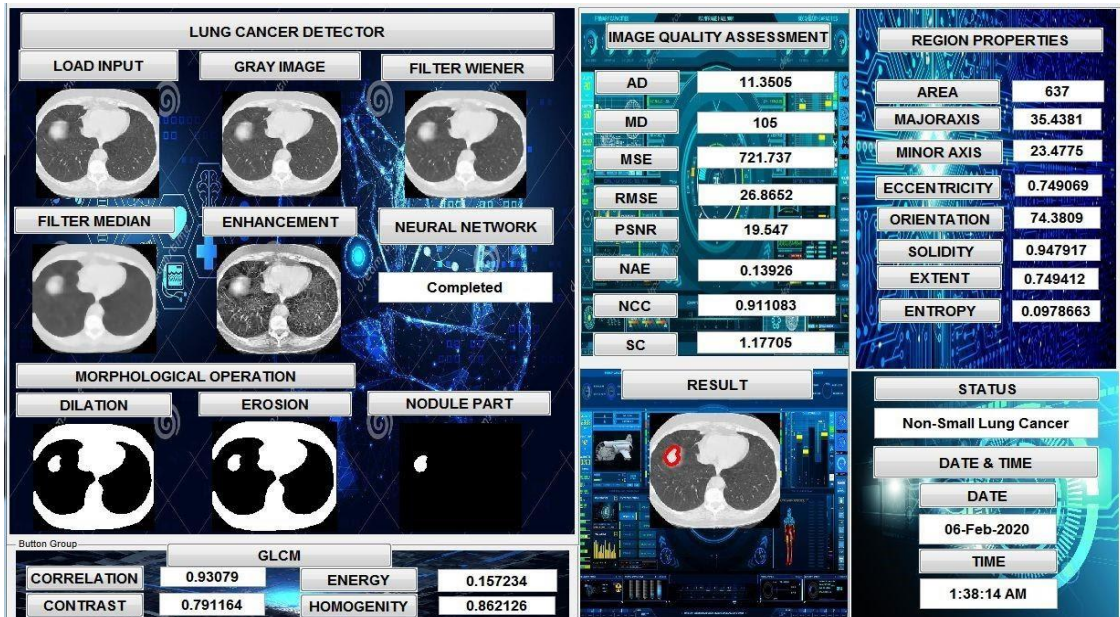 LUNG CANCER DETECTOR
LOAD INPUT
GRAY IMAGE
FILTER WIENER
FILTER MEDIAN
ENHANCEMENT
NEURAL NETWORK
Completed
MORPHOLOGICAL OPERATION
DILATION
EROSION
NODULE PART
Button Group
GLCM
CORRELATION 0.93079
ENERGY 0.157234
CONTRAST 0.791164
HOMOGENITY 0.862126
IMAGE QUALITY ASSESSMENT
AD 11.3505
MD 105
MSE 721.737
RMSE 26.8652
PSNR 19.547
NAE 0.13926
NCC 0.911083
SC 1.17705
RESULT
REGION PROPERTIES
AREA 637
MAJORAXIS 35.4381
MINOR AXIS 23.4775
ECCENTRICITY 0.749069
ORIENTATION 74.3809
SOLIDITY 0.947917
EXTENT 0.749412
ENTROPY 0.0978663
STATUS
Non-Small Lung Cancer
DATE & TIME
DATE
06-Feb-2020
TIME
1:38:14 AM